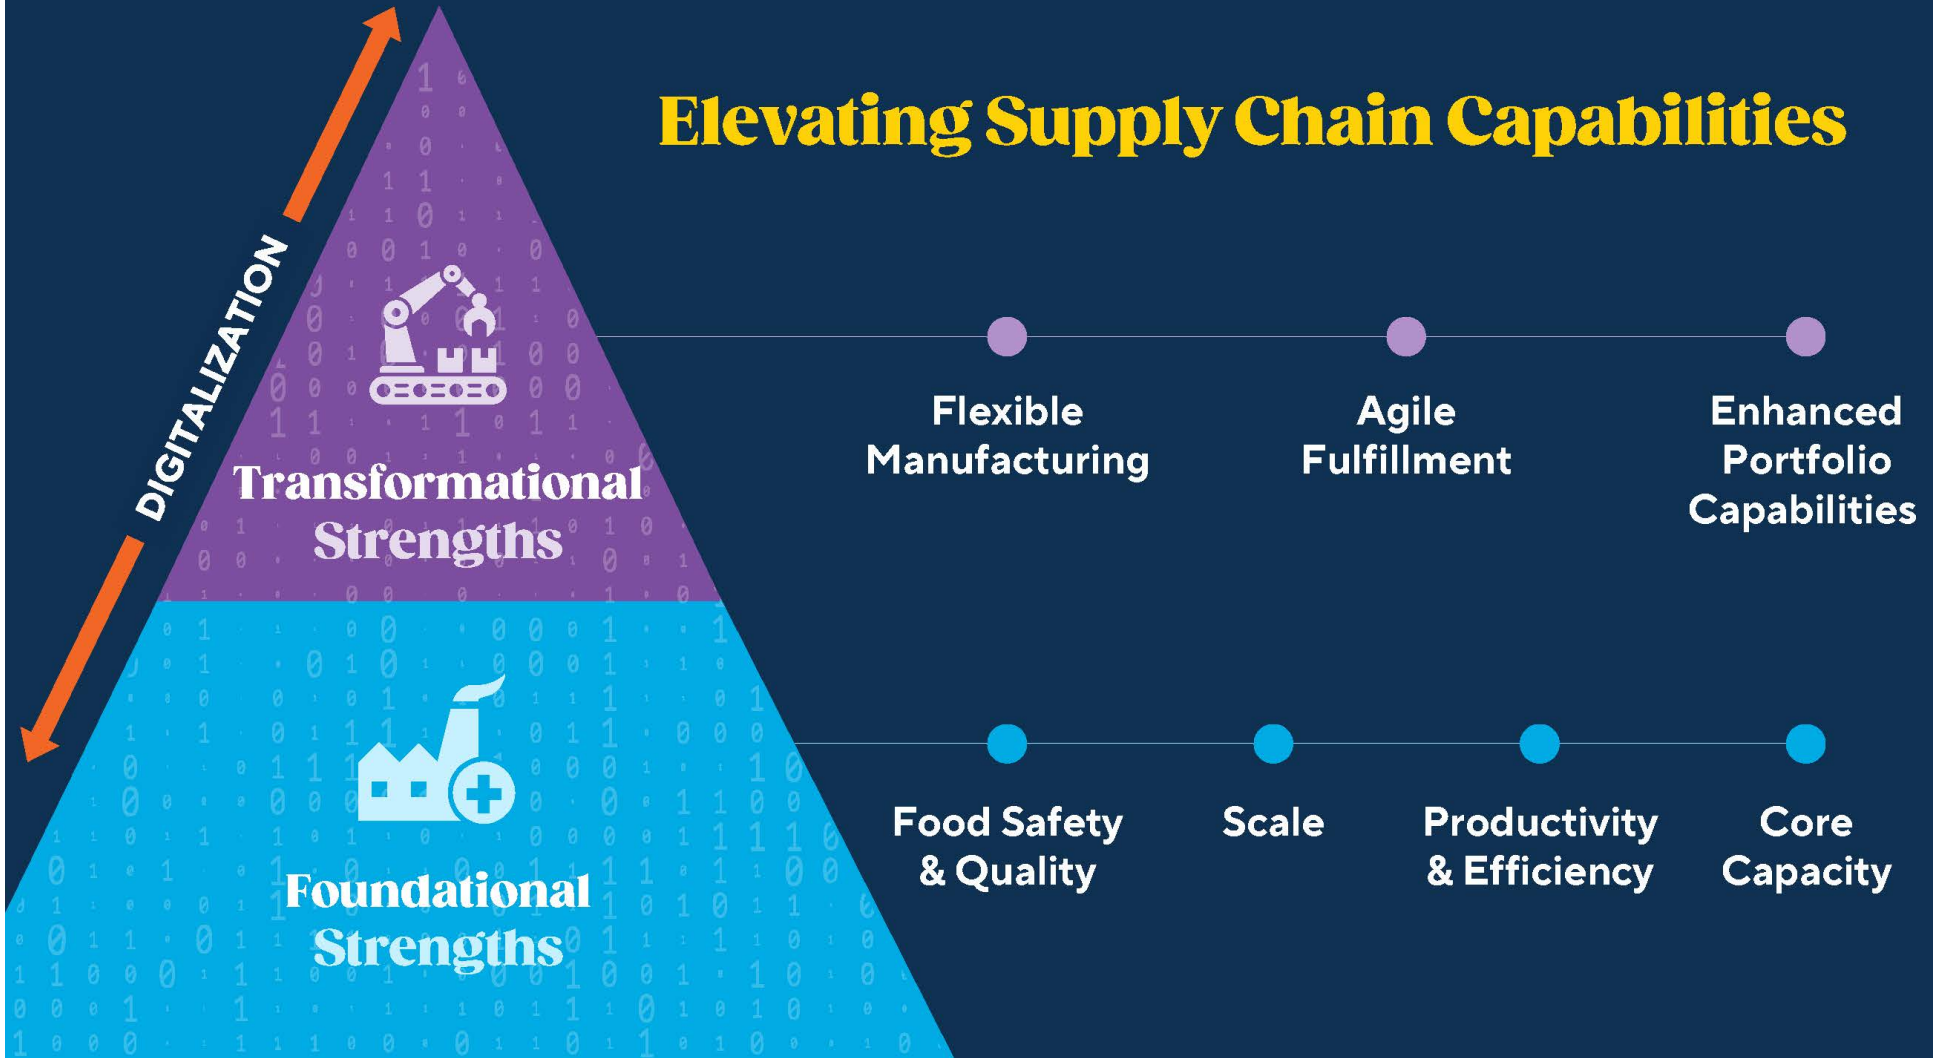 Elevating Supply Chain Capabilities
DIGITALIZATION
Transformational
Strengths
Flexible
Manufacturing
Agile
Fulfillment
Enhanced
Portfolio
Capabilities
Foundational
Strengths
Food Safety
& Quality
Scale
Productivity
& Efficiency
Core
Capacity